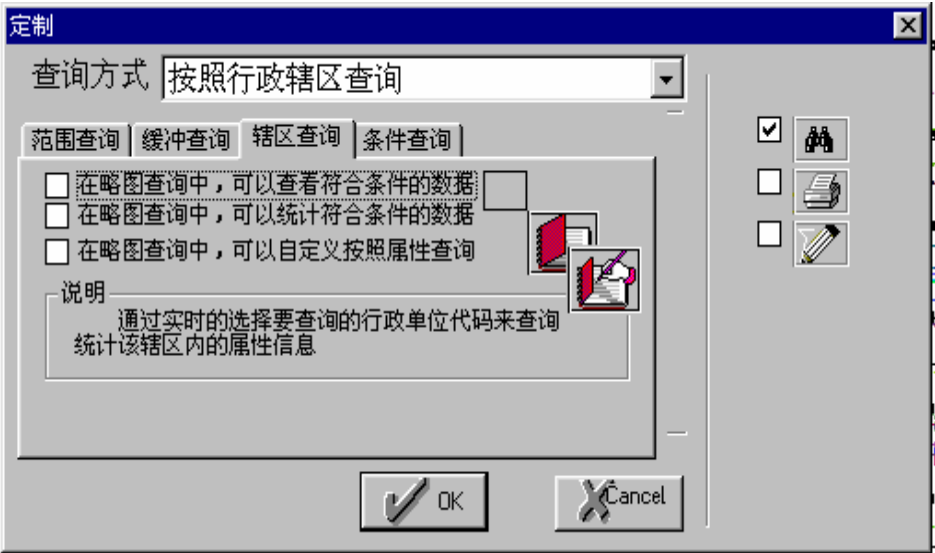 定制
查询方式 按照行政辖区查询
范围查询 缓冲查询 辖区查询 条件查询
在略图查询中，可以查看符合条件的数据
在略图查询中，可以统计符合条件的数据
在略图查询中，可以自定义按照属性查询
说明
通过实时的选择要查询的行政单位代码来查询
统计该辖区内的属性信息
OK Cancel